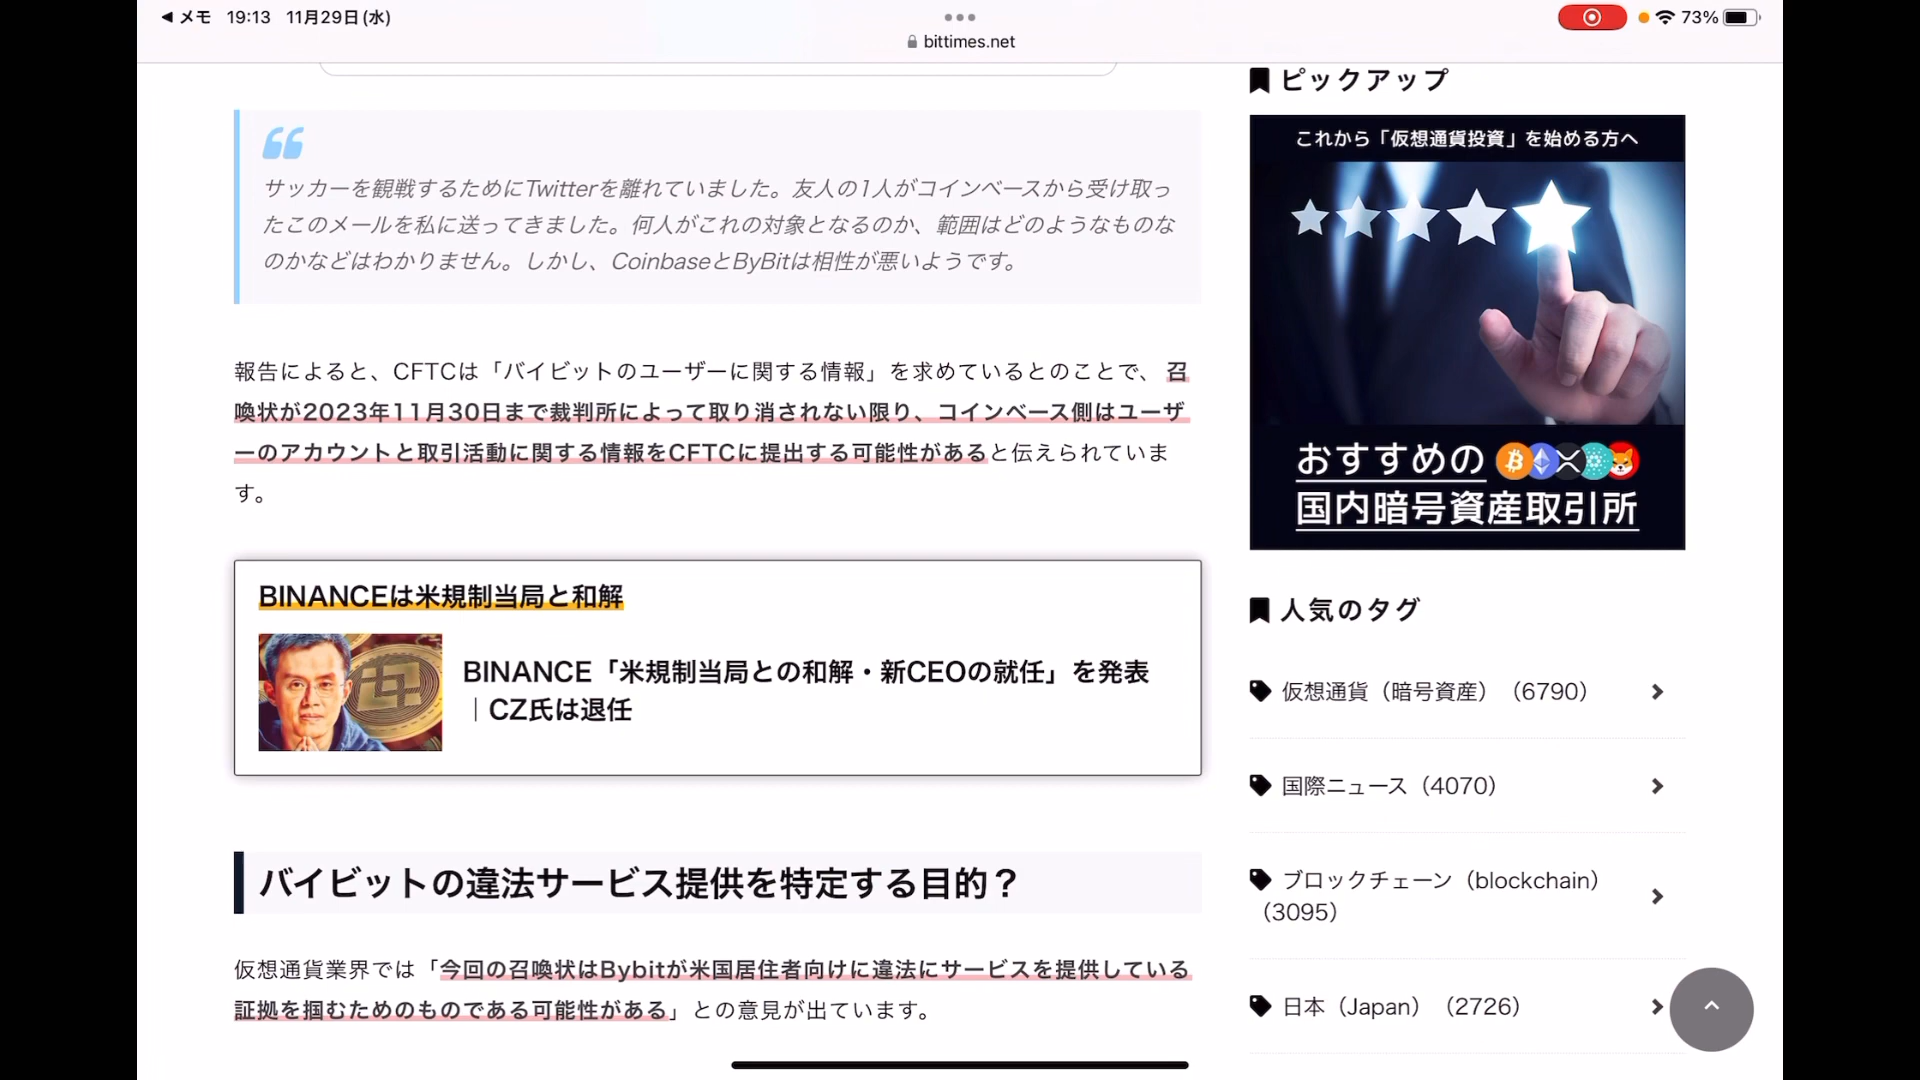 ◀ メモ 19:13 11月29日(水)
73%
bittimes.net
サッカーを観戦するためにTwitterを離れていました。友人の1人がコインベースから受け取っ
たこのメールを私に送ってきました。何人がこれの対象となるのか、範囲はどのようなものな
のかなどはわかりません。しかし、CoinbaseとByBitは相性が悪いようです。
報告によると、CFTCは「バイビットのユーザーに関する情報」を求めているとのことで、召
喚状が2023年11月30日まで裁判所によって取り消されない限り、コインベース側はユーザ
ーのアカウントと取引活動に関する情報をCFTCに提出する可能性があると伝えられていま
す。
BINANCEは米規制当局と和解
BINANCE「米規制当局との和解・新CEOの就任」を発表
｜CZ氏は退任
バイビットの違法サービス提供を特定する目的？
仮想通貨業界では「今回の召喚状はBybitが米国居住者向けに違法にサービスを提供している
証拠を掴むためのものである可能性がある」との意見が出ています。
ピックアップ
これから「仮想通貨投資」を始める方へ
おすすめの
国内暗号資産取引所
人気のタグ
仮想通貨（暗号資産）（6790）
国際ニュース（4070）
ブロックチェーン（blockchain）
（3095）
日本（Japan）（2726）